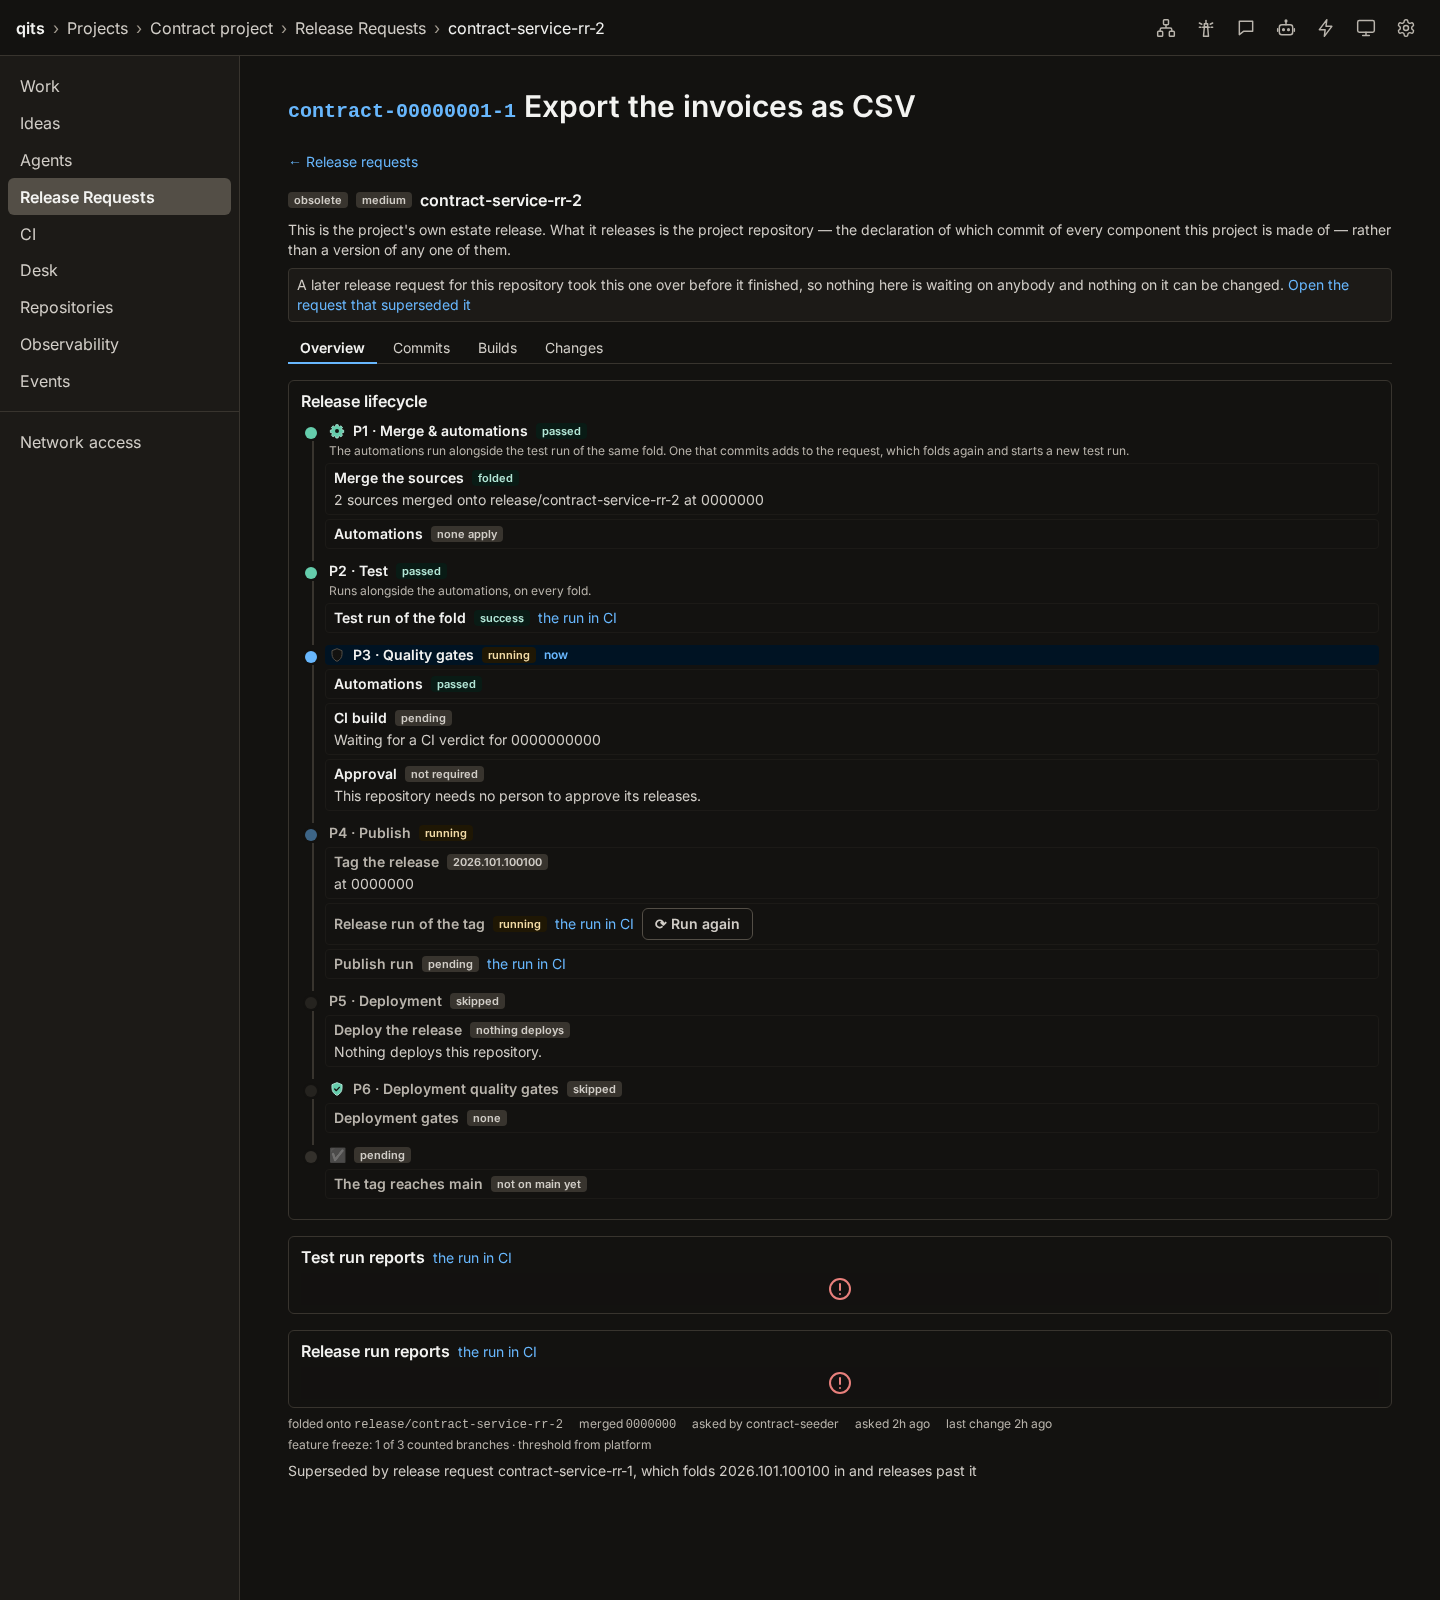 qits › Projects › Contract project › Release Requests › contract-service-rr-2
Work
Ideas
Agents
Release Requests
CI
Desk
Repositories
Observability
Events
Network access
contract-00000001-1 Export the invoices as CSV
← Release requests
obsolete medium contract-service-rr-2
This is the project's own estate release. What it releases is the project repository — the declaration of which commit of every component this project is made of — rather
than a version of any one of them.
A later release request for this repository took this one over before it finished, so nothing here is waiting on anybody and nothing on it can be changed. Open the
request that superseded it
Overview Commits Builds Changes
Release lifecycle
P1 · Merge & automations passed
The automations run alongside the test run of the same fold. One that commits adds to the request, which folds again and starts a new test run.
Merge the sources folded
2 sources merged onto release/contract-service-rr-2 at 0000000
Automations none apply
P2 · Test passed
Runs alongside the automations, on every fold.
Test run of the fold success the run in CI
P3 · Quality gates running now
Automations passed
CI build pending
Waiting for a CI verdict for 0000000000
Approval not required
This repository needs no person to approve its releases.
P4 · Publish running
Tag the release 2026.101.100100
at 0000000
Release run of the tag running the run in CI ⟳ Run again
Publish run pending the run in CI
P5 · Deployment skipped
Deploy the release nothing deploys
Nothing deploys this repository.
P6 · Deployment quality gates skipped
Deployment gates none
pending
The tag reaches main not on main yet
Test run reports the run in CI
Release run reports the run in CI
folded onto release/contract-service-rr-2 merged 0000000 asked by contract-seeder asked 2h ago last change 2h ago
feature freeze: 1 of 3 counted branches · threshold from platform
Superseded by release request contract-service-rr-1, which folds 2026.101.100100 in and releases past it